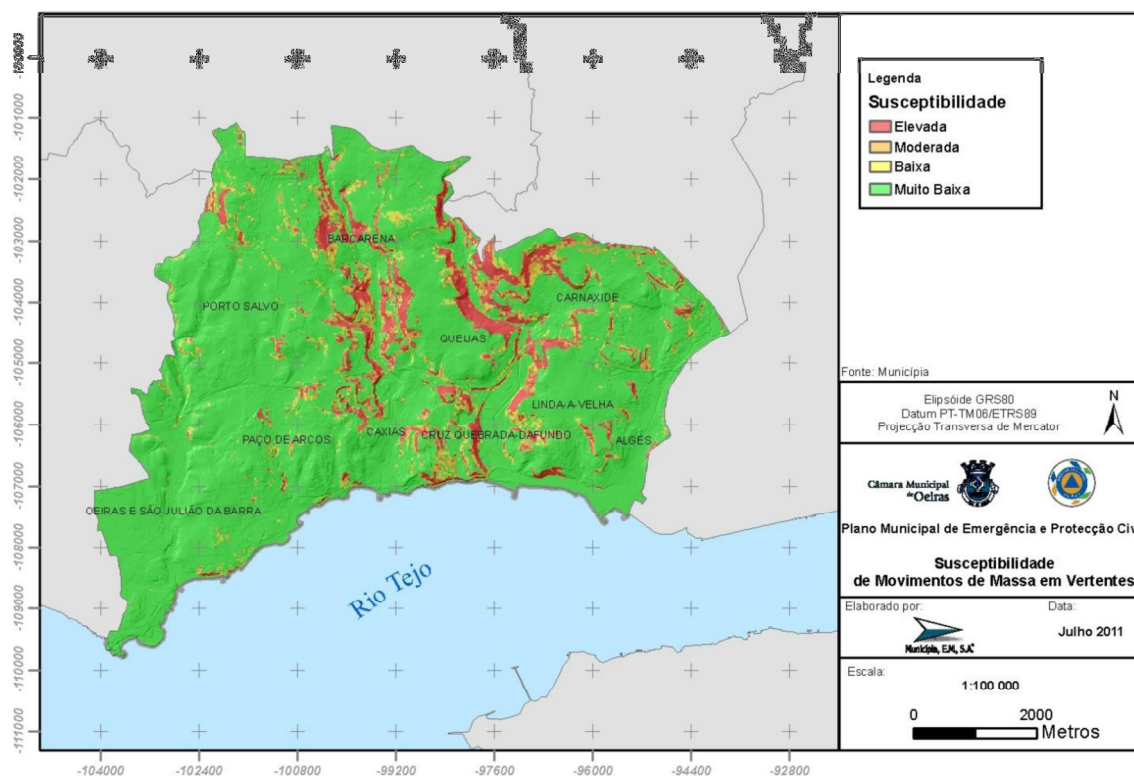 -101000
-102000
-103000
-104000
-105000
-106000
-107000
-108000
-109000
-110000
-111000
-104000
-102400
-100800
-99200
-97600
-96000
-94400
-92800
BARCARENA
PORTO SALVO
CARNAXIDE
QUEIJAS
LINDA-A-VELHA
PAÇO DE ARCOS
CAXIAS
CRUZ QUEBRADA-DAFUNDO
ALGÉS
OEIRAS E SÃO JULIÃO DA BARRA
Rio Tejo
Legenda
Susceptibilidade
Elevada
Moderada
Baixa
Muito Baixa
Fonte: Municípia
Elipsóide GRS80
Datum PT-TM06/ETRS89
Projecção Transversa de Mercator
N
Câmara Municipal
de Oeiras
Plano Municipal de Emergência e Protecção Civ
Susceptibilidade
de Movimentos de Massa em Vertentes
Elaborado por:
Municípia, E.M., S.A.
Data:
Julho 2011
Escala:
1:100 000
0 2000
Metros